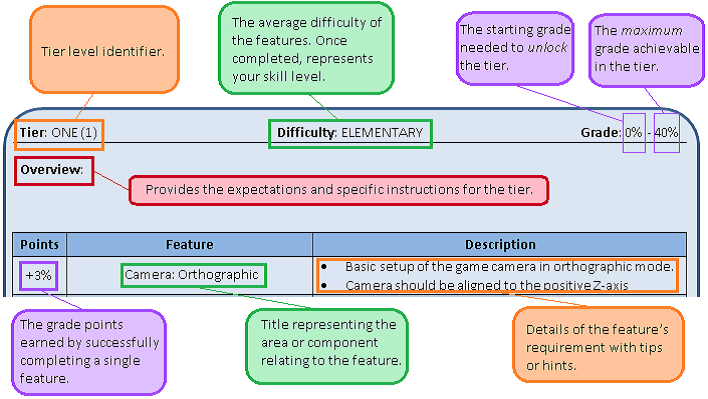 Tier level identifier.
The average difficulty of
the features. Once
completed, represents
your skill level.
The starting grade
needed to unlock
the tier.
The maximum
grade achievable
in the tier.
Tier: ONE (1)
Difficulty: ELEMENTARY
Grade: 0% - 40%
Overview:
Provides the expectations and specific instructions for the tier.
Points Feature Description
+3% Camera: Orthographic
• Basic setup of the game camera in orthographic mode.
• Camera should be aligned to the positive Z-axis
The grade points
earned by successfully
completing a single
feature.
Title representing the
area or component
relating to the feature.
Details of the feature's
requirement with tips
or hints.